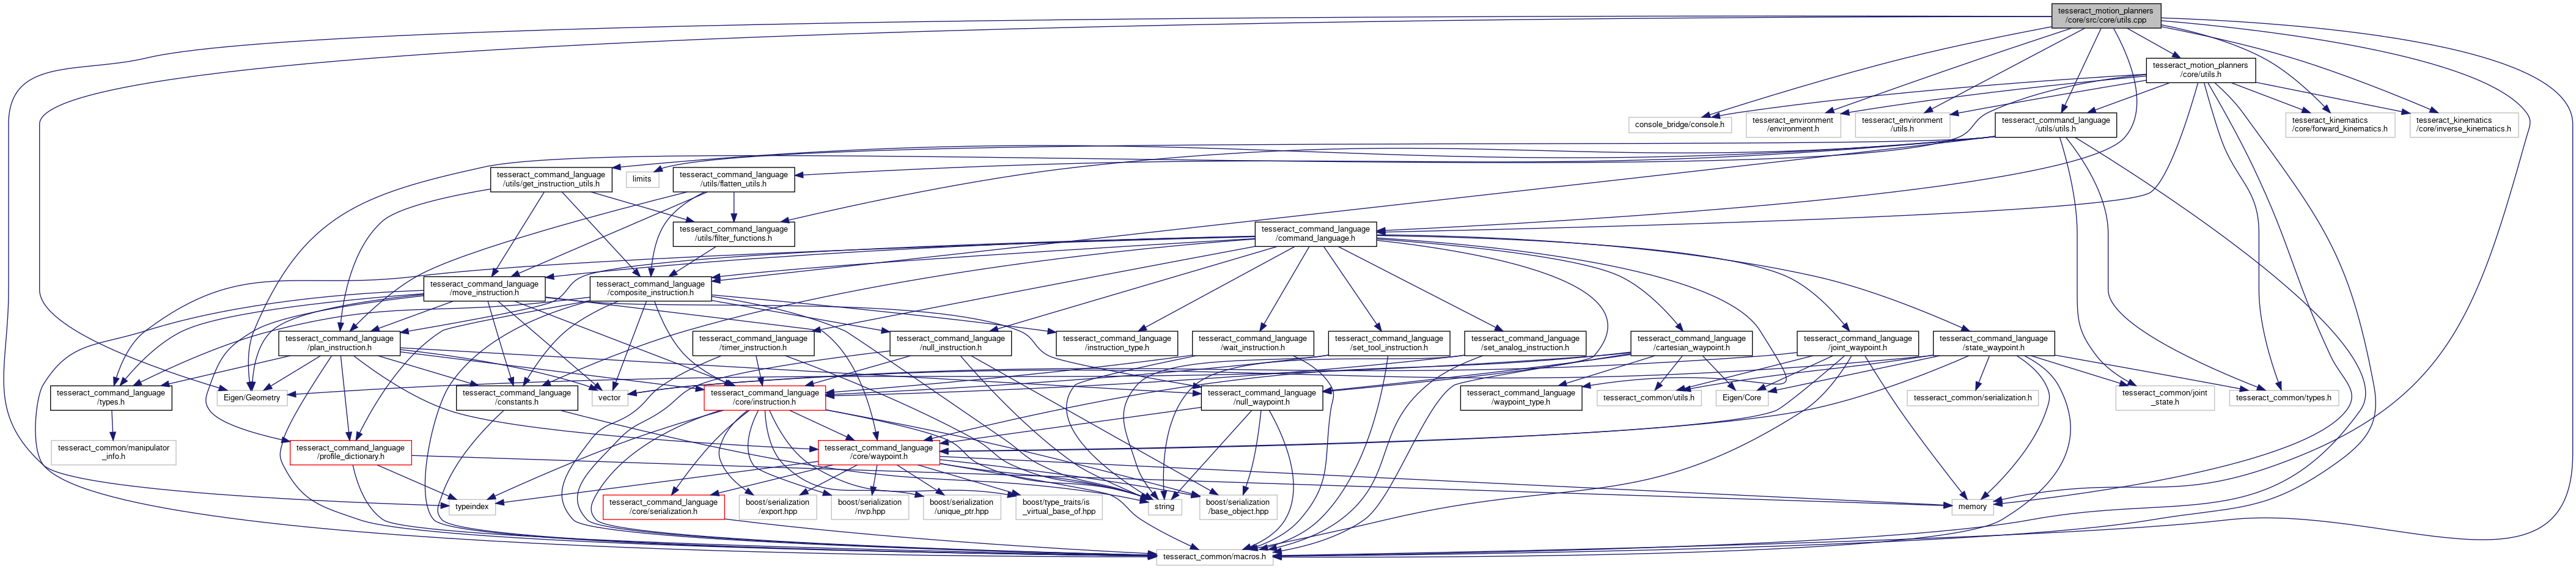 tesseract_motion_planners
/core/src/core/utils.cpp
tesseract_motion_planners
/core/utils.h
console_bridge/console.h
tesseract_environment
/environment.h
tesseract_environment
/utils.h
tesseract_command_language
/utils/utils.h
tesseract_kinematics
/core/forward_kinematics.h
tesseract_kinematics
/core/inverse_kinematics.h
tesseract_command_language
/utils/get_instruction_utils.h
limits
tesseract_command_language
/utils/flatten_utils.h
tesseract_command_language
/utils/filter_functions.h
tesseract_command_language
/command_language.h
tesseract_command_language
/move_instruction.h
tesseract_command_language
/composite_instruction.h
tesseract_command_language
/plan_instruction.h
tesseract_command_language
/timer_instruction.h
tesseract_command_language
/null_instruction.h
tesseract_command_language
/instruction_type.h
tesseract_command_language
/wait_instruction.h
tesseract_command_language
/set_tool_instruction.h
tesseract_command_language
/set_analog_instruction.h
tesseract_command_language
/cartesian_waypoint.h
tesseract_command_language
/joint_waypoint.h
tesseract_command_language
/state_waypoint.h
tesseract_command_language
/types.h
Eigen/Geometry
tesseract_command_language
/constants.h
vector
tesseract_command_language
/core/instruction.h
tesseract_command_language
/null_waypoint.h
tesseract_command_language
/waypoint_type.h
tesseract_common/utils.h
Eigen/Core
tesseract_common/serialization.h
tesseract_common/joint
_state.h
tesseract_common/types.h
tesseract_common/manipulator
_info.h
tesseract_command_language
/profile_dictionary.h
tesseract_command_language
/core/waypoint.h
typeindex
tesseract_command_language
/core/serialization.h
boost/serialization
/export.hpp
boost/serialization
/nvp.hpp
boost/serialization
/unique_ptr.hpp
boost/type_traits/is
_virtual_base_of.hpp
string
boost/serialization
/base_object.hpp
memory
tesseract_common/macros.h